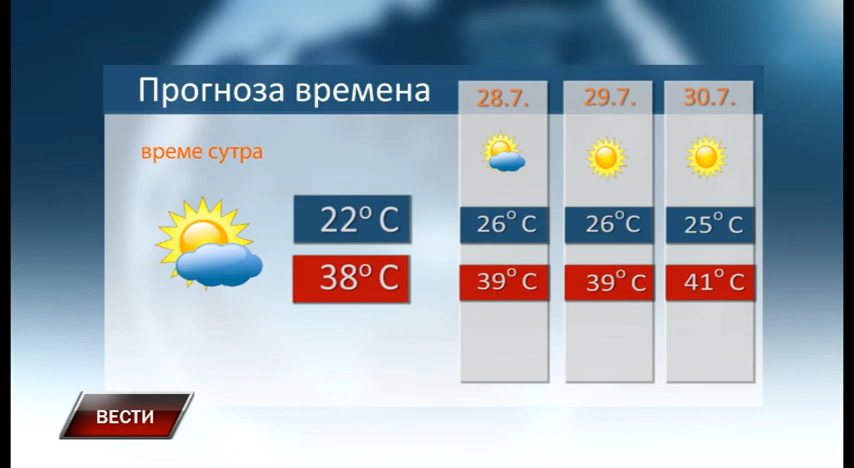 Прогноза времена
време сутра
22° C
38° C
28.7.
26° C
39° C
29.7.
26°C
39° C
30.7.
25° C
41° C
ВЕСТИ